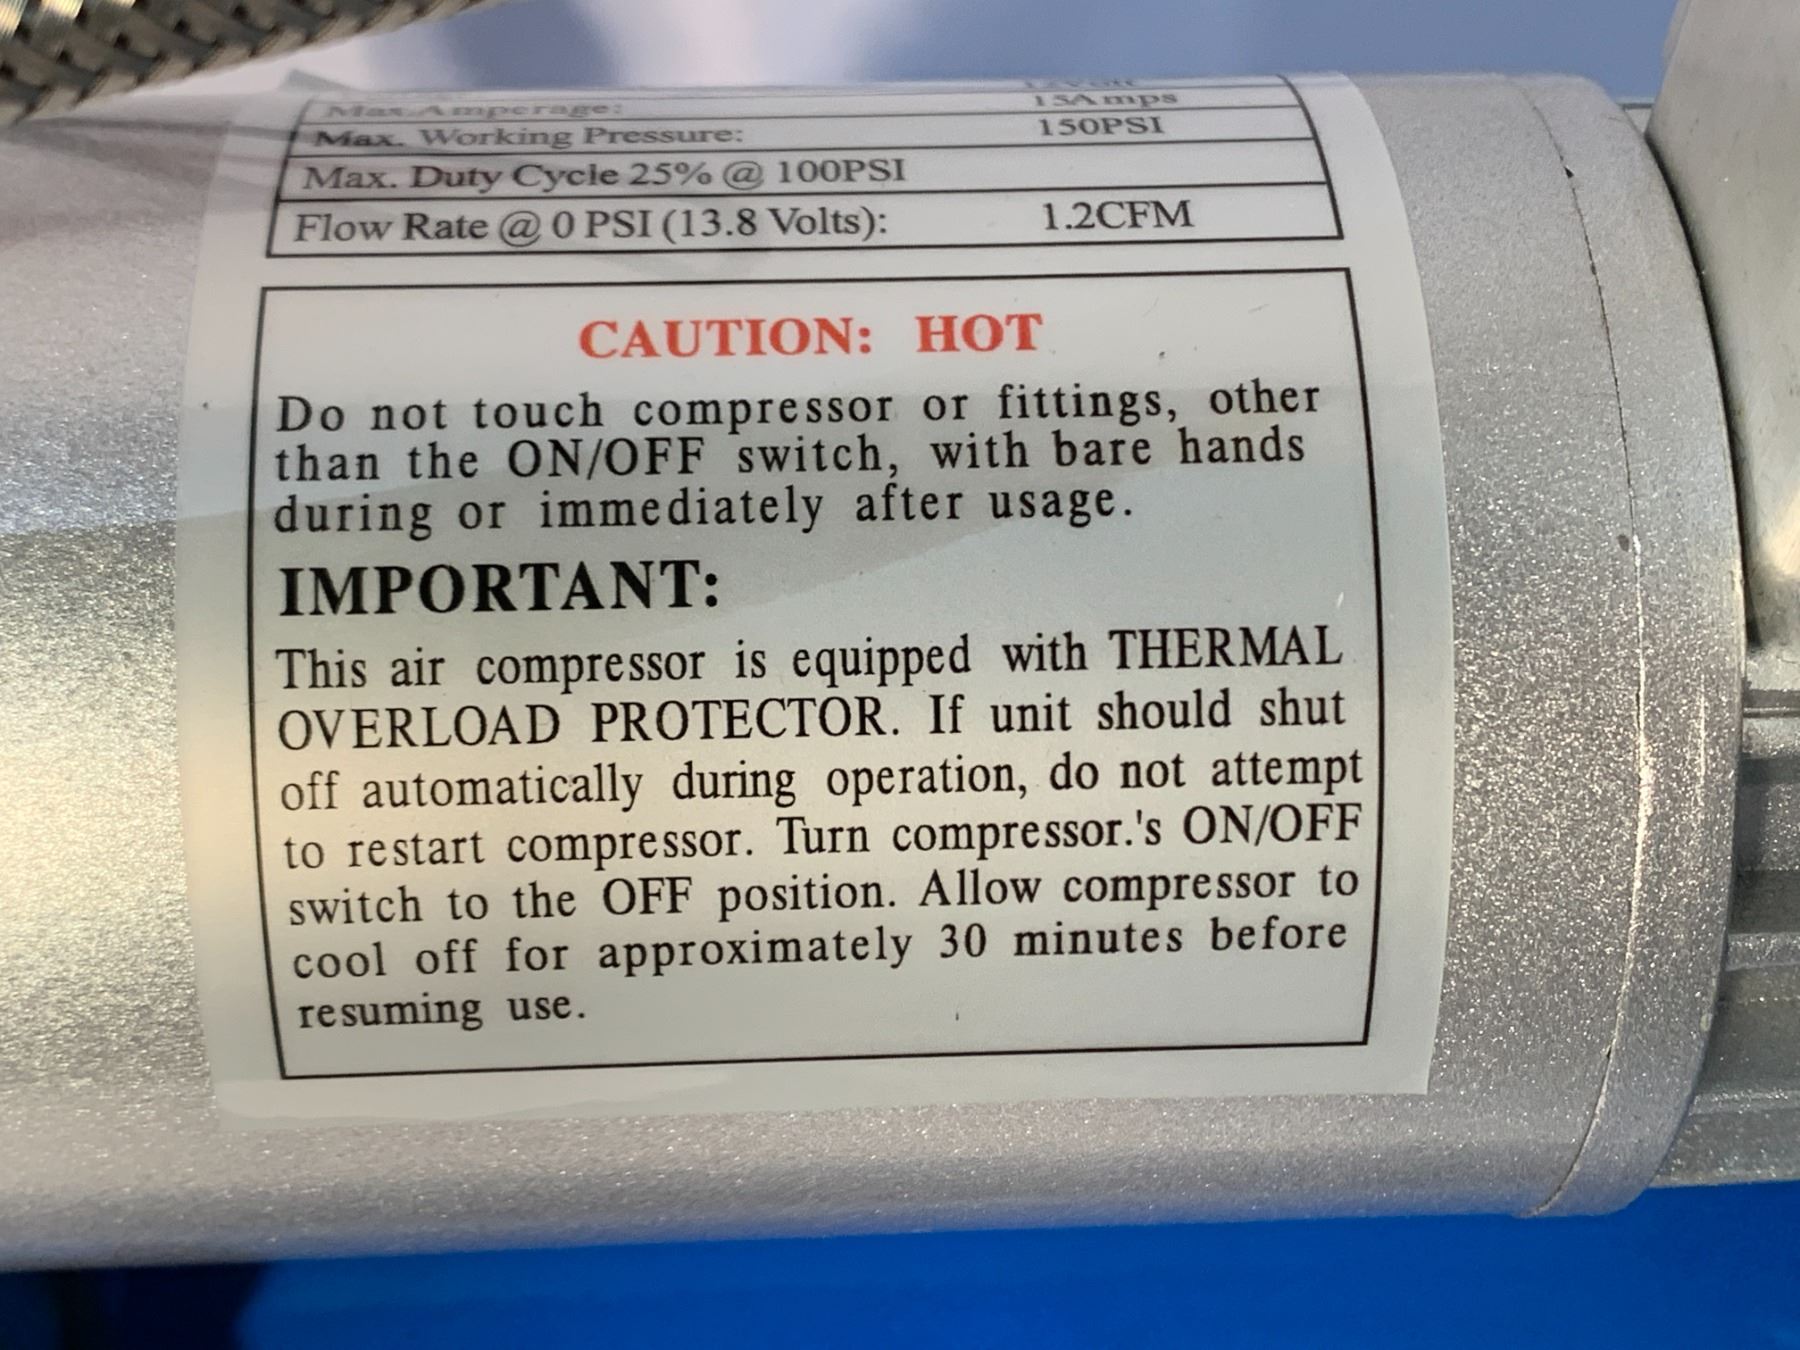 Max. Amperage: 15Amps
Max. Working Pressure: 150PSI
Max. Duty Cycle 25% @ 100PSI
Flow Rate @ 0 PSI (13.8 Volts): 1.2CFM
CAUTION: HOT
Do not touch compressor or fittings, other
than the ON/OFF switch, with bare hands
during or immediately after usage.
IMPORTANT:
This air compressor is equipped with THERMAL
OVERLOAD PROTECTOR. If unit should shut
off automatically during operation, do not attempt
to restart compressor. Turn compressor.'s ON/OFF
switch to the OFF position. Allow compressor to
cool off for approximately 30 minutes before
resuming use.